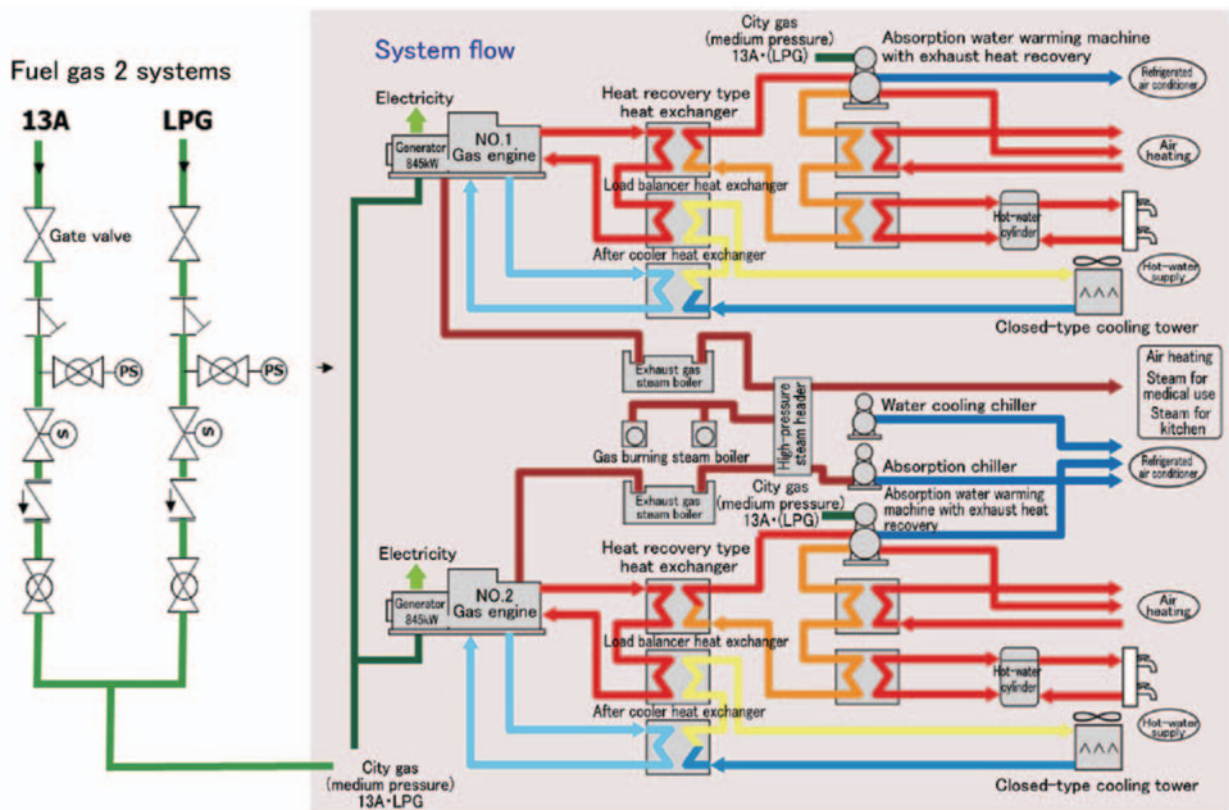 Fuel gas 2 systems
13A
LPG
Gate valve
PS
PS
S
S
System flow
City gas
(medium pressure)
13A・(LPG)
Absorption water warming machine
with exhaust heat recovery
Refrigerated
air conditioner
Electricity
Heat recovery type
heat exchanger
Generator
845kW
NO.1
Gas engine
Air
heating
Load balancer heat exchanger
Hot-water
cylinder
After cooler heat exchanger
Hot-water
supply
Closed-type cooling tower
Exhaust gas
steam boiler
High-pressure
steam header
Air heating
Steam for
medical use
Steam for
kitchen
Water cooling chiller
Gas burning steam boiler
Absorption chiller
Refrigerated
air conditioner
Exhaust gas
steam boiler
City gas
(medium pressure)
13A・(LPG)
Absorption water warming
machine with exhaust heat
recovery
Electricity
Heat recovery type
heat exchanger
Generator
845kW
NO.2
Gas engine
Air
heating
Load balancer heat exchanger
Hot-water
cylinder
After cooler heat exchanger
Hot-water
supply
Closed-type cooling tower
City gas
(medium pressure)
13A・LPG